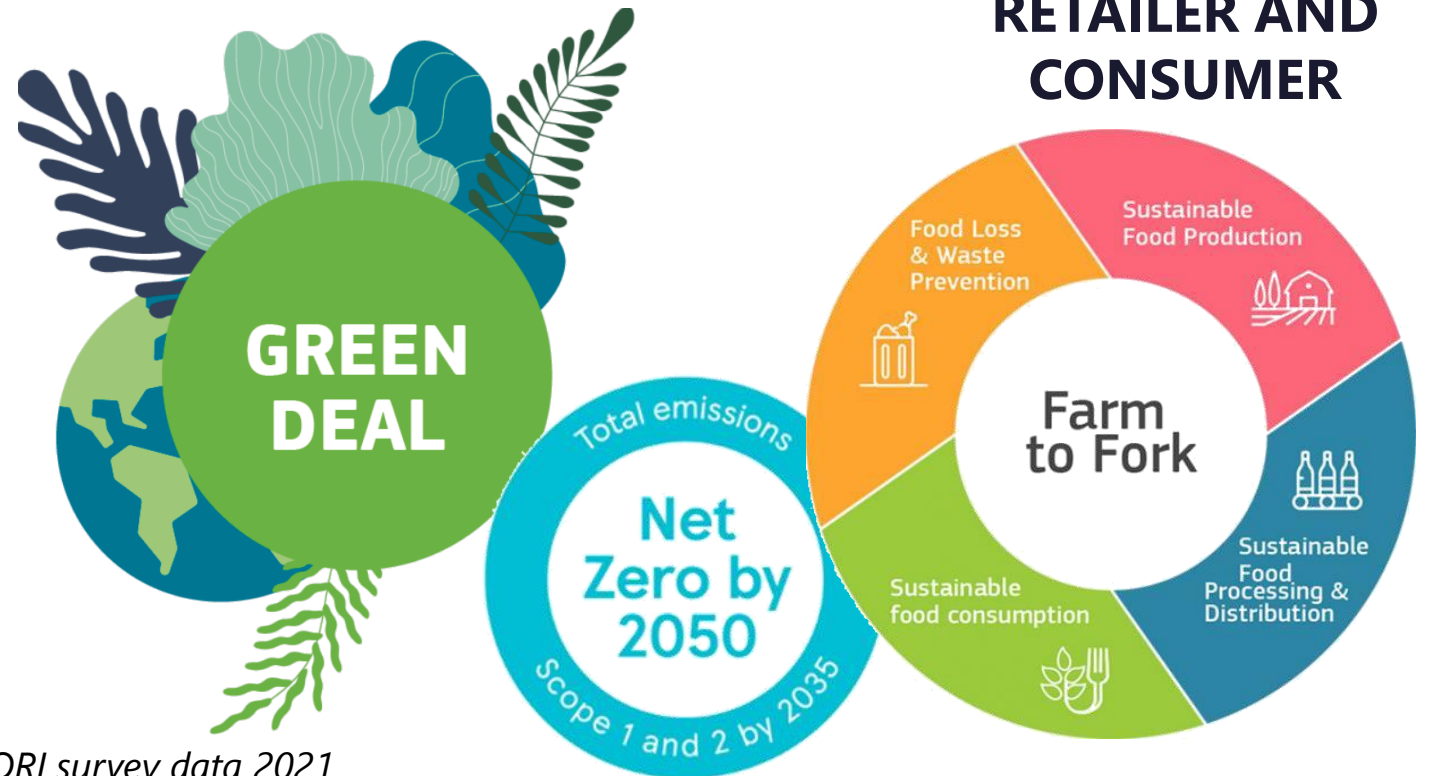 RETAILER AND
CONSUMER
GREEN
DEAL
Total emissions
Net
Zero by
2050
Scope 1 and 2 by 2035
Food Loss
& Waste
Prevention
Sustainable
Food Production
Farm
to Fork
Sustainable
Food
Processing &
Distribution
Sustainable
food consumption
survey data 2021